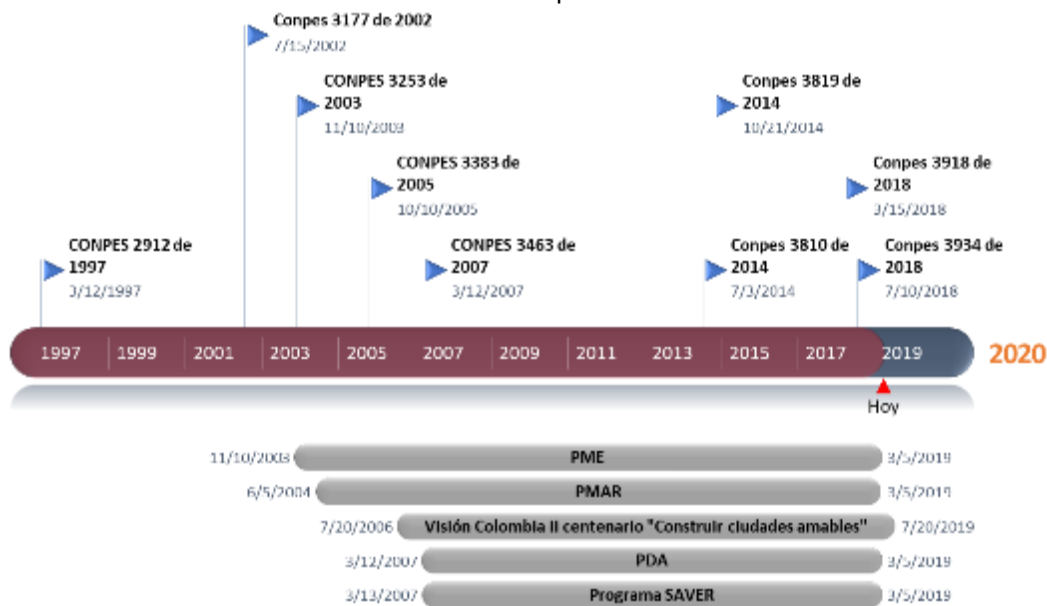 Conpes 3177 de 2002
7/15/2002
CONPES 3253 de
2003
11/10/2003
Conpes 3819 de
2014
10/21/2014
CONPES 3383 de
2005
10/10/2005
Conpes 3918 de
2018
3/15/2018
CONPES 2912 de
1997
3/12/1997
CONPES 3463 de
2007
3/12/2007
Conpes 3810 de
2014
7/3/2014
Conpes 3934 de
2018
7/10/2018
1997 1999 2001 2003 2005 2007 2009 2011 2013 2015 2017 2019 2020
Hoy
11/10/2003 PME 3/5/2019
6/5/2004 PMAR 3/5/2019
7/20/2006 Visión Colombia II centenario "Construir ciudades amables" 7/20/2019
3/12/2007 PDA 3/5/2019
3/13/2007 Programa SAVER 3/5/2019